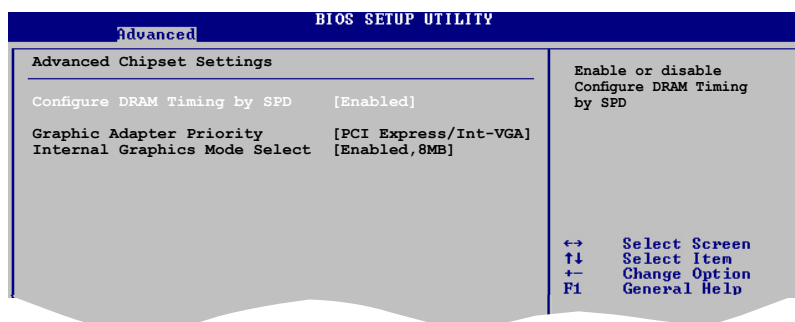 BIOS SETUP UTILITY
Advanced
Advanced Chipset Settings
Configure DRAM Timing by SPD [Enabled]
Graphic Adapter Priority [PCI Express/Int-VGA]
Internal Graphics Mode Select [Enabled,8MB]
Enable or disable
Configure DRAM Timing
by SPD
←→ Select Screen
↑↓ Select Item
+- Change Option
F1 General Help